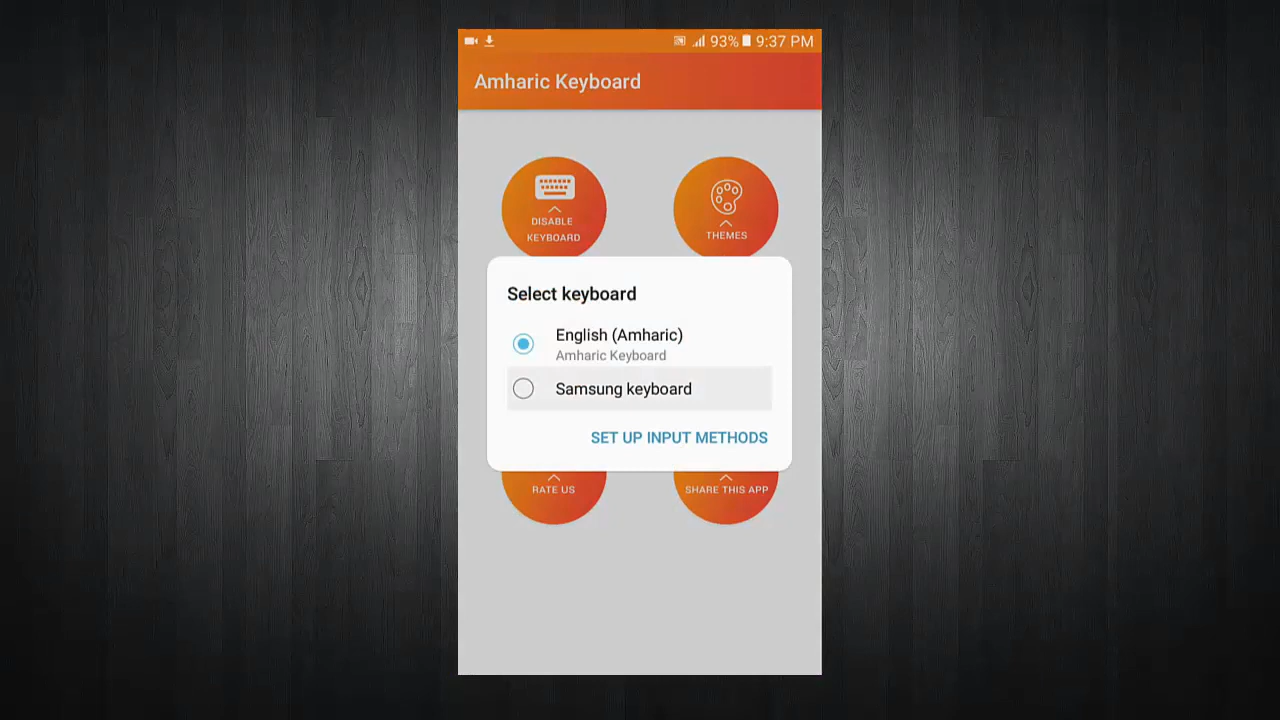 93% 9:37 PM
Amharic Keyboard
DISABLE
KEYBOARD
THEMES
Select keyboard
English (Amharic)
Amharic Keyboard
Samsung keyboard
SET UP INPUT METHODS
RATE US
SHARE THIS APP